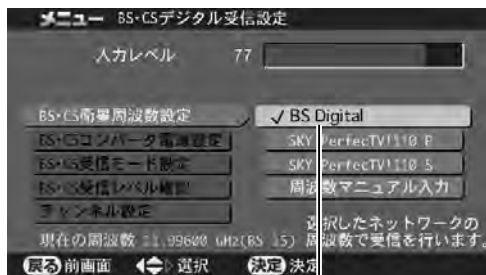 メニュー BS･CSデジタル受信設定
入力レベル 77
BS･CS衛星周波数設定
✓ BS Digital
BS･CSコンバータ電源設定
SKY PerfecTV!110 P
BS･CS受信モード設定
SKY PerfecTV!110 S
BS･CS受信レベル確認
周波数マニュアル入力
チャンネル設定
選択したネットワークの
現在の周波数 11.99600 GHz(BS 15) 周波数で受信を行います。
戻る 前画面 選択 決定 決定